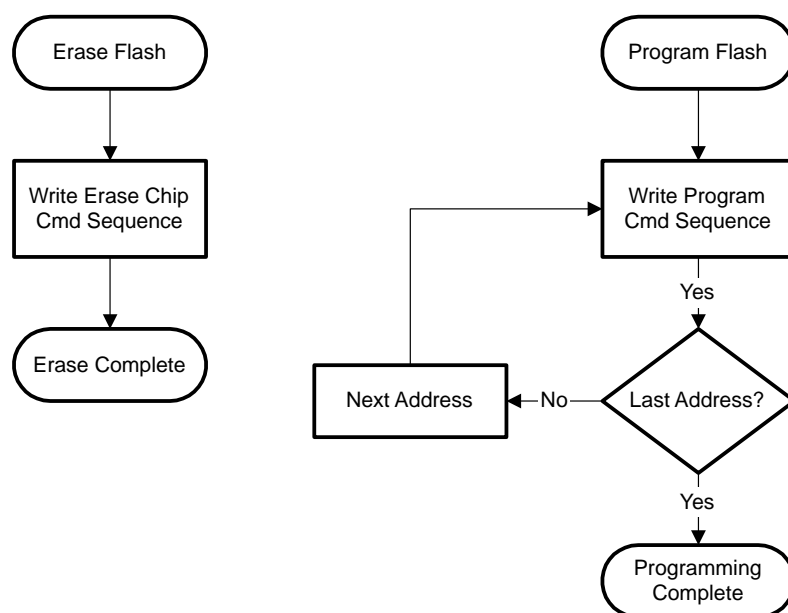 Erase Flash
Write Erase Chip
Cmd Sequence
Erase Complete
Program Flash
Write Program
Cmd Sequence
Yes
Last Address?
No
Next Address
Yes
Programming
Complete